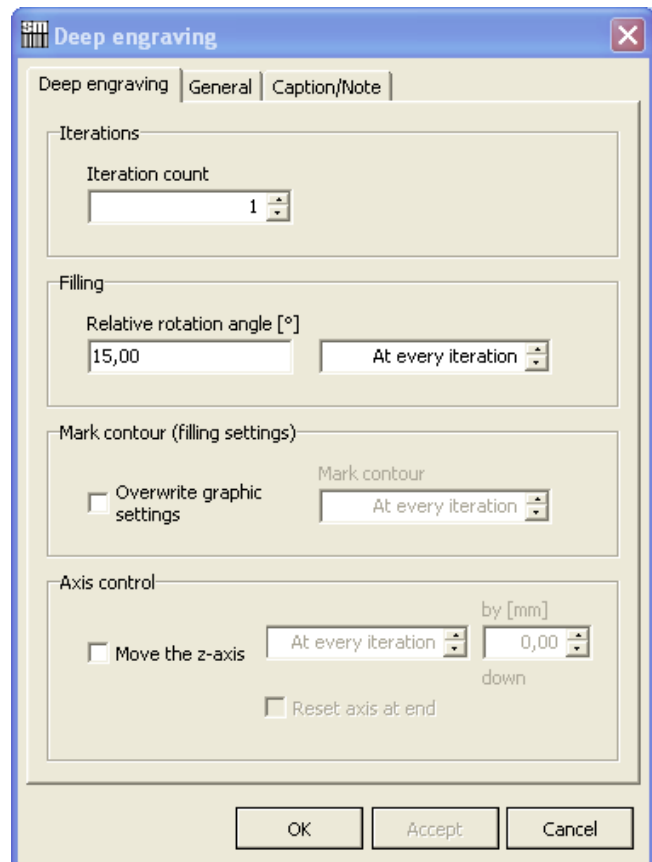 sm
Deep engraving
Deep engraving General Caption/Note
Iterations
Iteration count
1
Filling
Relative rotation angle [°]
15,00 At every iteration
Mark contour (filling settings)
Mark contour
Overwrite graphic
settings
At every iteration
Axis control
by [mm]
Move the z-axis At every iteration 0,00
down
Reset axis at end
OK Accept Cancel